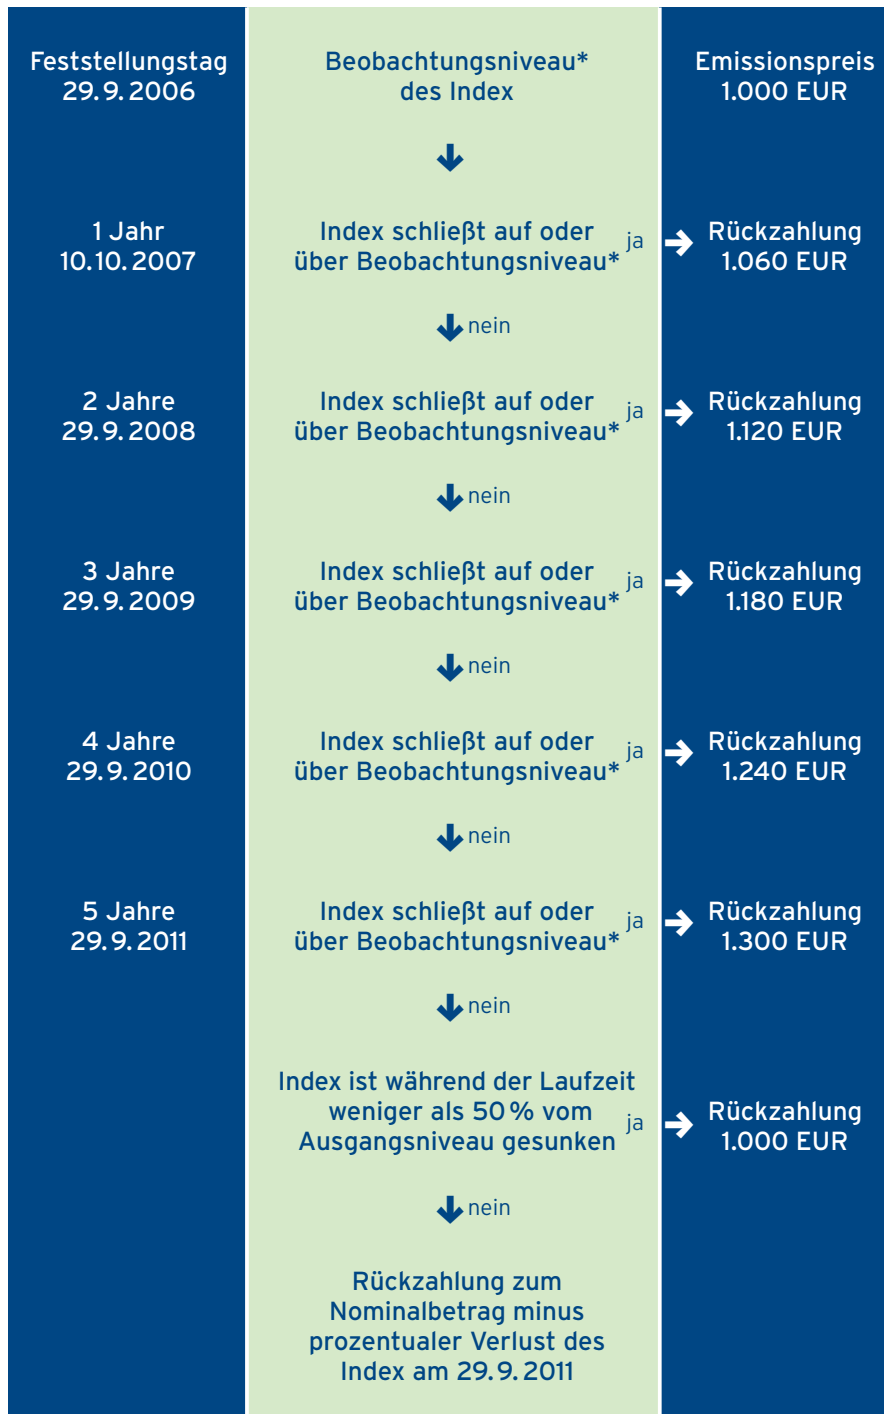 Feststellungstag
29.9.2006
Beobachtungsniveau*
des Index
Emissionspreis
1.000 EUR
1 Jahr
10.10.2007
Index schließt auf oder
über Beobachtungsniveau*
ja
Rückzahlung
1.060 EUR
nein
2 Jahre
29.9.2008
Index schließt auf oder
über Beobachtungsniveau*
ja
Rückzahlung
1.120 EUR
nein
3 Jahre
29.9.2009
Index schließt auf oder
über Beobachtungsniveau*
ja
Rückzahlung
1.180 EUR
nein
4 Jahre
29.9.2010
Index schließt auf oder
über Beobachtungsniveau*
ja
Rückzahlung
1.240 EUR
nein
5 Jahre
29.9.2011
Index schließt auf oder
über Beobachtungsniveau*
ja
Rückzahlung
1.300 EUR
nein
Index ist während der Laufzeit
weniger als 50 % vom
Ausgangsniveau gesunken
ja
Rückzahlung
1.000 EUR
nein
Rückzahlung zum
Nominalbetrag minus
prozentualer Verlust des
Index am 29.9.2011